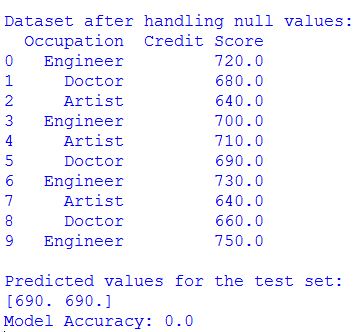 Dataset after handling null values:
Occupation Credit Score
0 Engineer 720.0
1 Doctor 680.0
2 Artist 640.0
3 Engineer 700.0
4 Artist 710.0
5 Doctor 690.0
6 Engineer 730.0
7 Artist 640.0
8 Doctor 660.0
9 Engineer 750.0
Predicted values for the test set:
[690. 690.]
Model Accuracy: 0.0